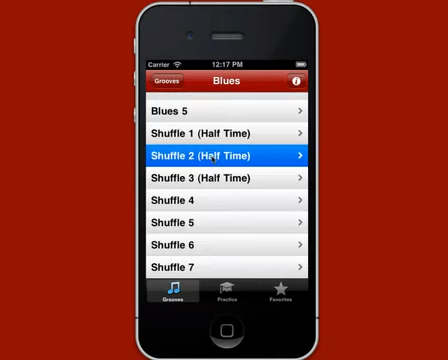 Carrier 12:17 PM
Grooves Blues i
Blues 5
Shuffle 1 (Half Time)
Shuffle 2 (Half Time)
Shuffle 3 (Half Time)
Shuffle 4
Shuffle 5
Shuffle 6
Shuffle 7
Grooves Practice Favorites